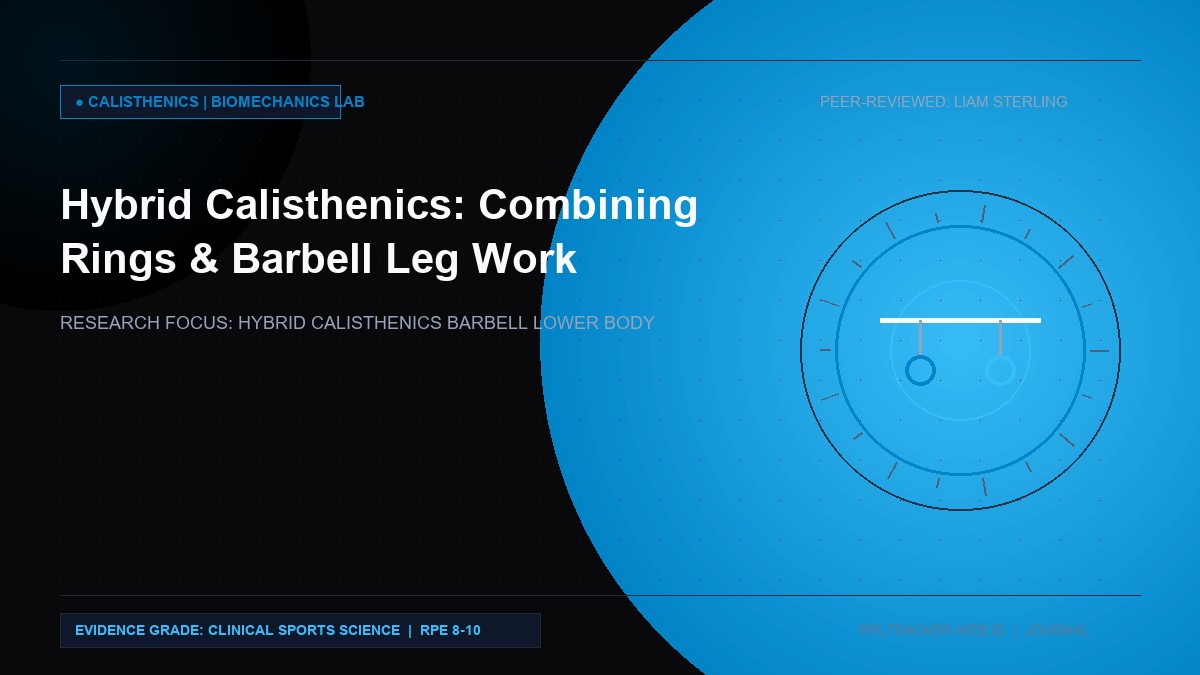 ● CALISTHENICS | BIOMECHANICS LAB
PEER-REVIEWED: LIAM STERLING
Hybrid Calisthenics: Combining
Rings & Barbell Leg Work
RESEARCH FOCUS: HYBRID CALISTHENICS BARBELL LOWER BODY
EVIDENCE GRADE: CLINICAL SPORTS SCIENCE | RPE 8-10
| JOURNAL